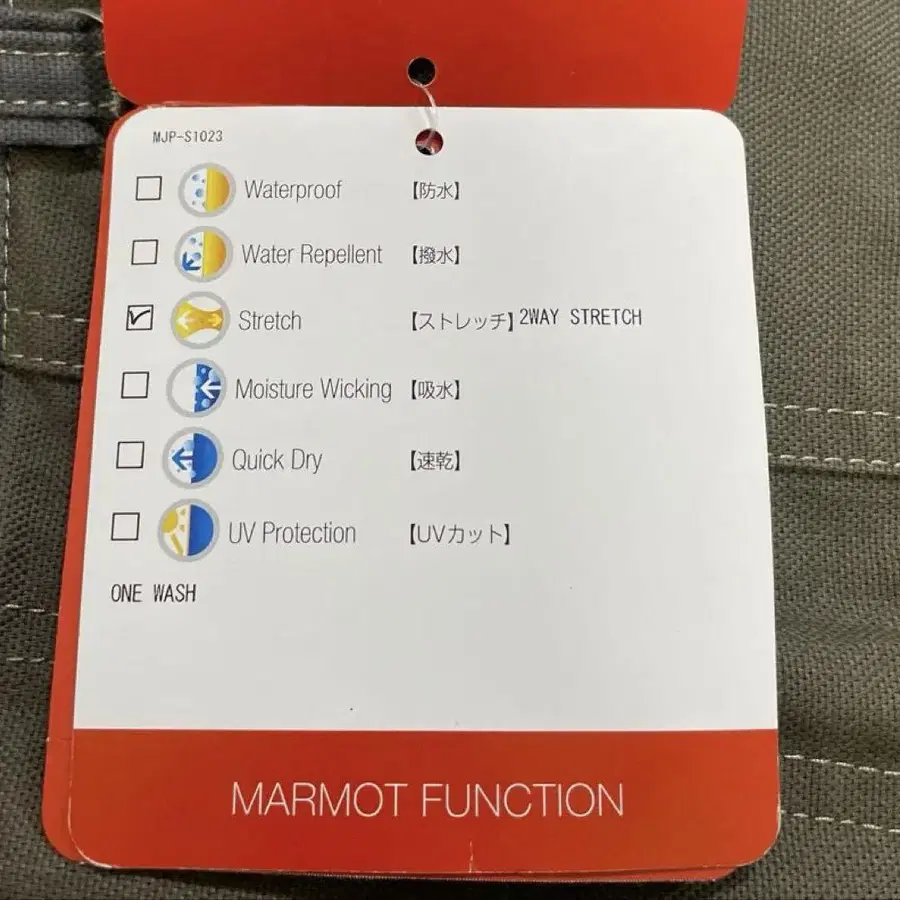 MJP-S1023
Waterproof 【防水】
Water Repellent 【撥水】
Stretch 【ストレッチ】 2WAY STRETCH
Moisture Wicking 【吸水】
Quick Dry 【速乾】
UV Protection 【UVカット】
ONE WASH
MARMOT FUNCTION